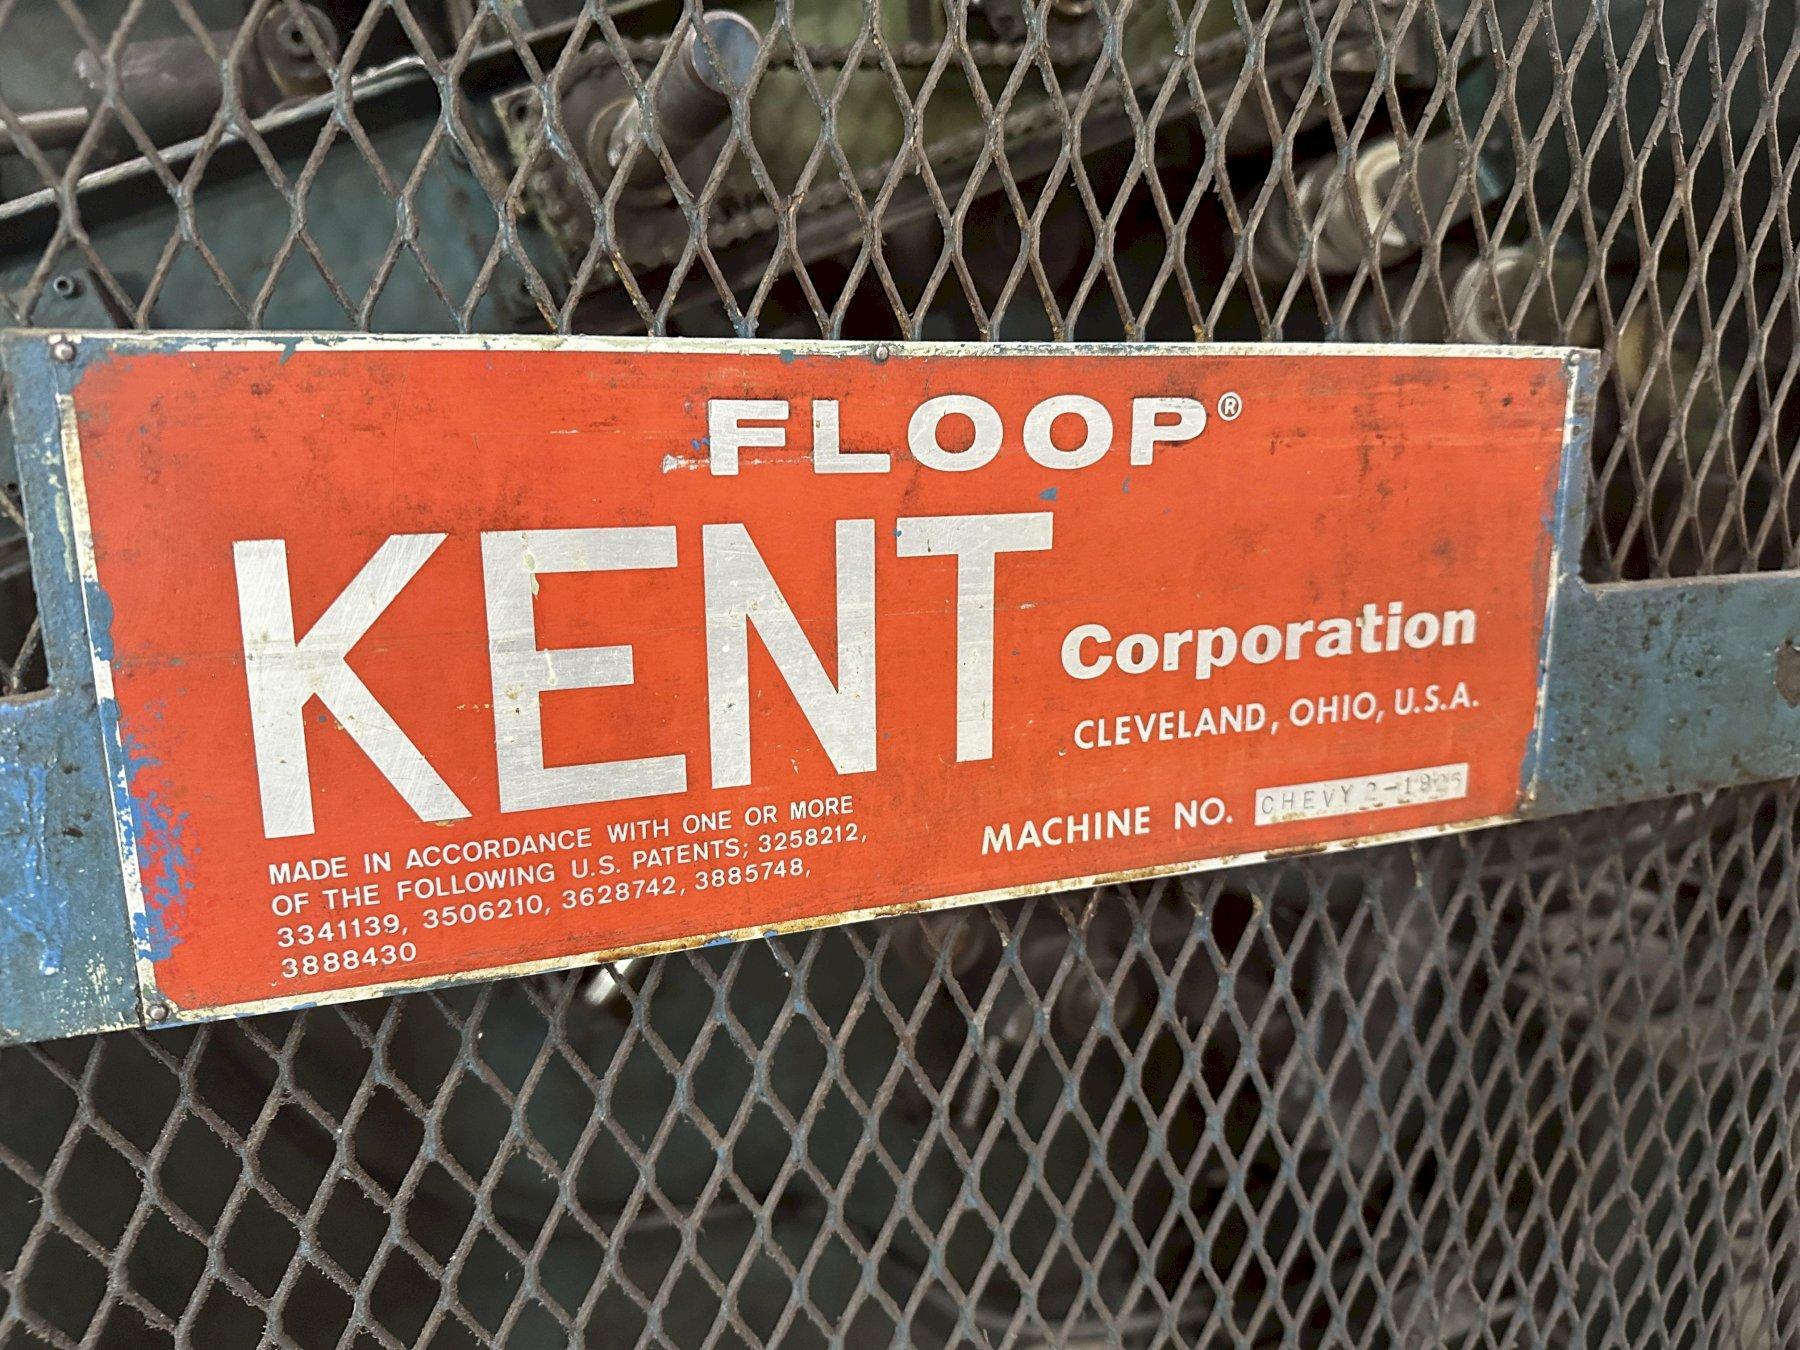 FLOOP®
KENT Corporation
CLEVELAND, OHIO, U.S.A.
MADE IN ACCORDANCE WITH ONE OR MORE
OF THE FOLLOWING U.S. PATENTS; 3258212,
3341139, 3506210, 3628742, 3885748,
3888430
MACHINE NO. CHEVY